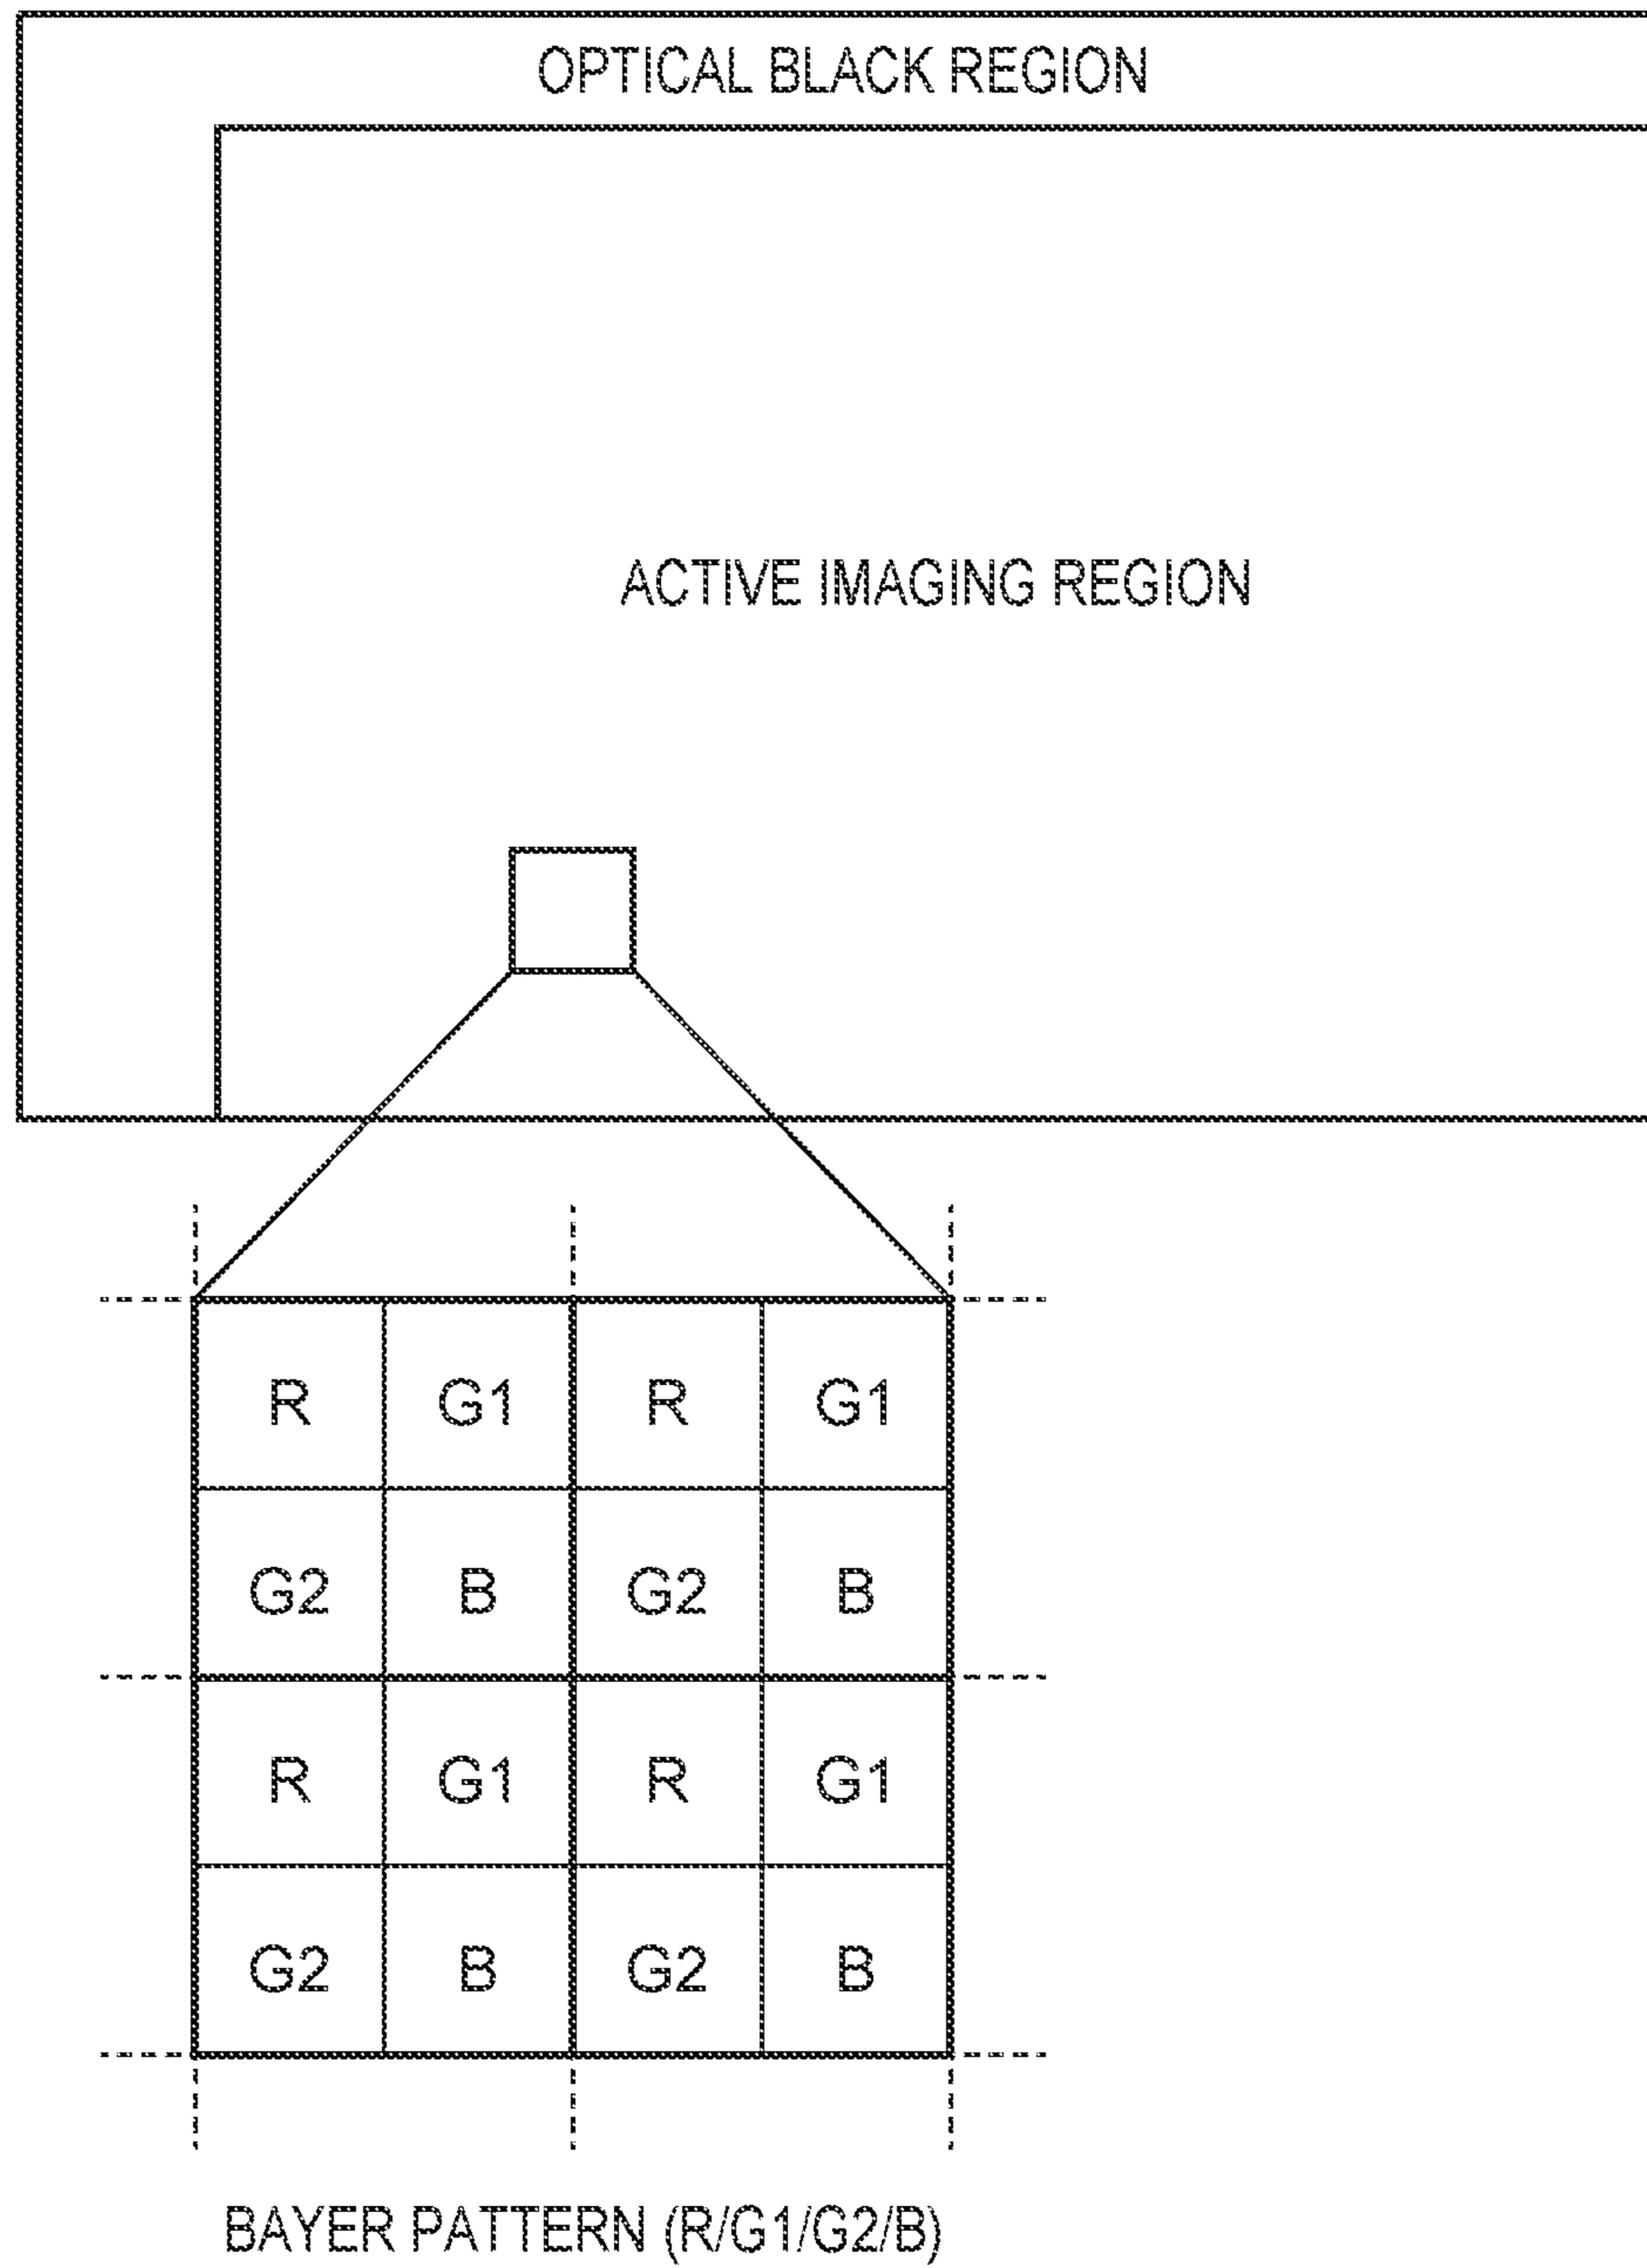 OPTICAL BLACK REGION
ACTIVE IMAGING REGION
R G1 R G1
G2 B G2 B
R G1 R G1
G2 B G2 B
BAYER PATTERN (R/G1/G2/B)